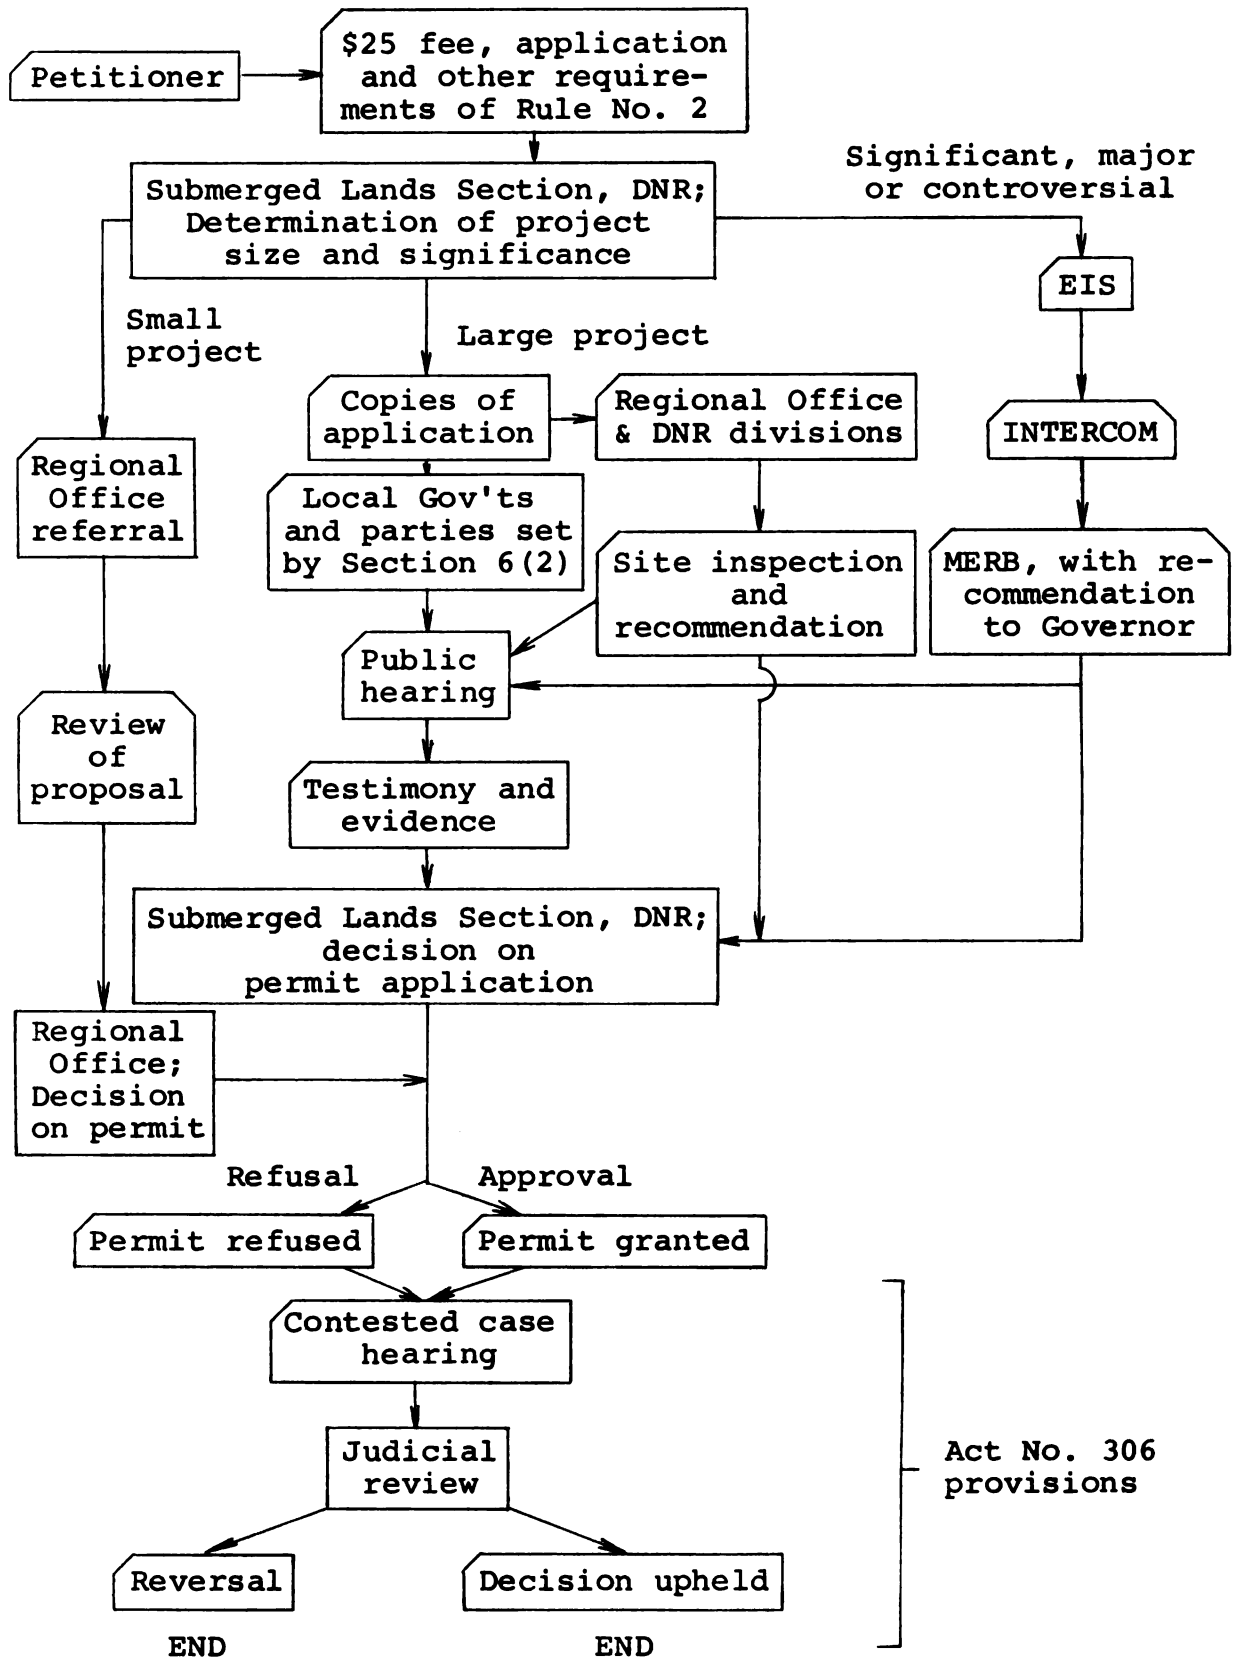 Petitioner
$25 fee, application
and other require-
ments of Rule No. 2
Submerged Lands Section, DNR;
Determination of project
size and significance
Significant, major
or controversial
EIS
Small
project
Large project
Copies of
application
Regional Office
& DNR divisions
INTERCOM
Regional
Office
referral
Local Gov'ts
and parties set
by Section 6(2)
Site inspection
and
recommendation
MERB, with re-
commendation
to Governor
Public
hearing
Review
of
proposal
Testimony and
evidence
Submerged Lands Section, DNR;
decision on
permit application
Regional
Office;
Decision
on permit
Refusal
Approval
Permit refused
Permit granted
Contested case
hearing
Judicial
review
Act No. 306
provisions
Reversal
Decision upheld
END
END